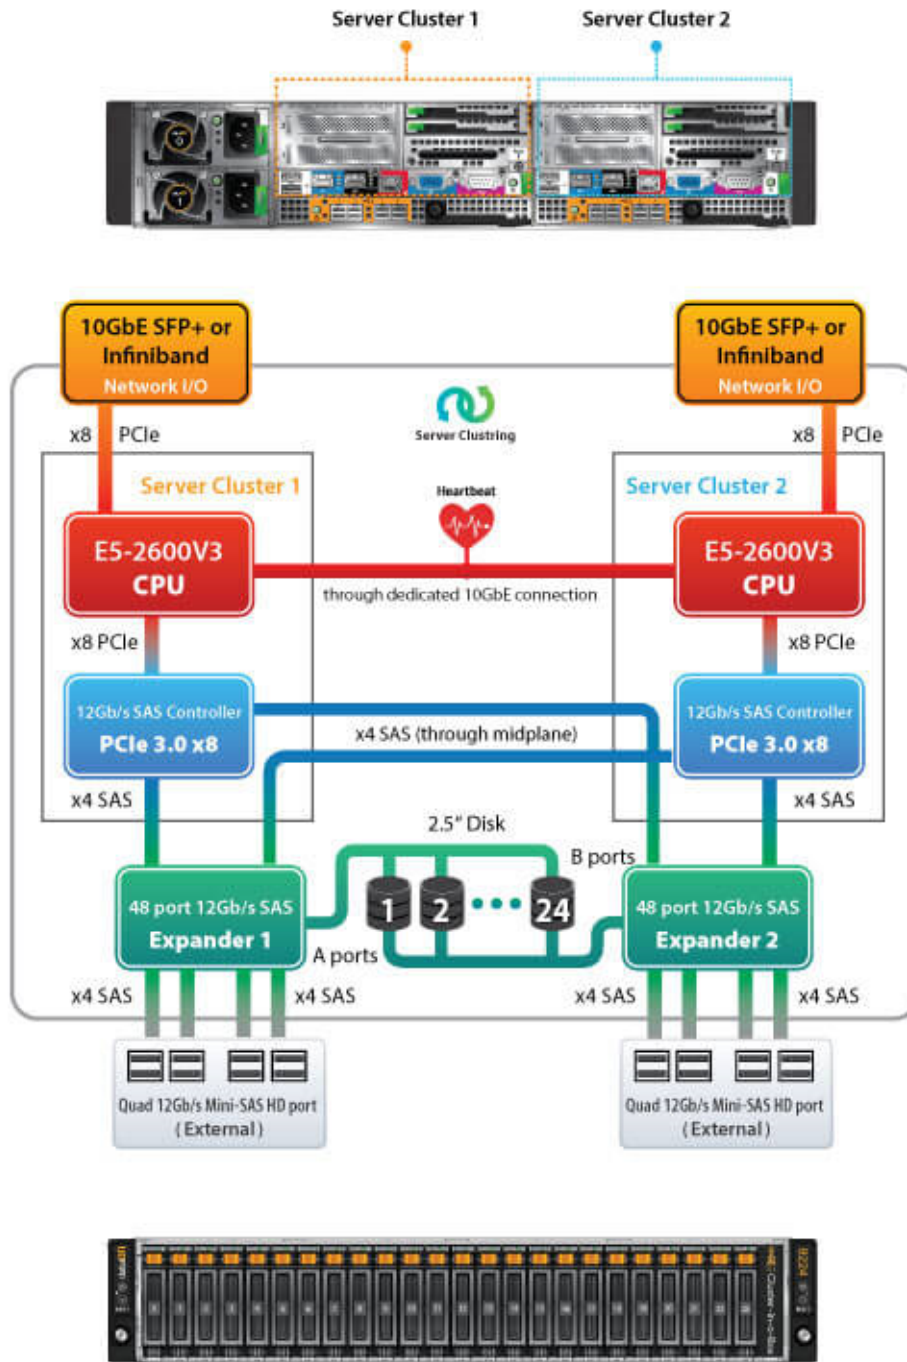 Server Cluster 1
Server Cluster 2
10GbE SFP+ or
Infiniband
Network I/O
10GbE SFP+ or
Infiniband
Network I/O
x8 PCIe
Server Clustring
x8 PCIe
Server Cluster 1
Heartbeat
Server Cluster 2
E5-2600V3
CPU
E5-2600V3
CPU
through dedicated 10GbE connection
x8 PCIe
x8 PCIe
12Gb/s SAS Controller
PCIe 3.0 x8
x4 SAS (through midplane)
12Gb/s SAS Controller
PCIe 3.0 x8
x4 SAS
x4 SAS
2.5" Disk
B ports
48 port 12Gb/s SAS
Expander 1
1
2
24
48 port 12Gb/s SAS
Expander 2
A ports
x4 SAS
x4 SAS
x4 SAS
x4 SAS
Quad 12Gb/s Mini-SAS HD port
(External)
Quad 12Gb/s Mini-SAS HD port
(External)